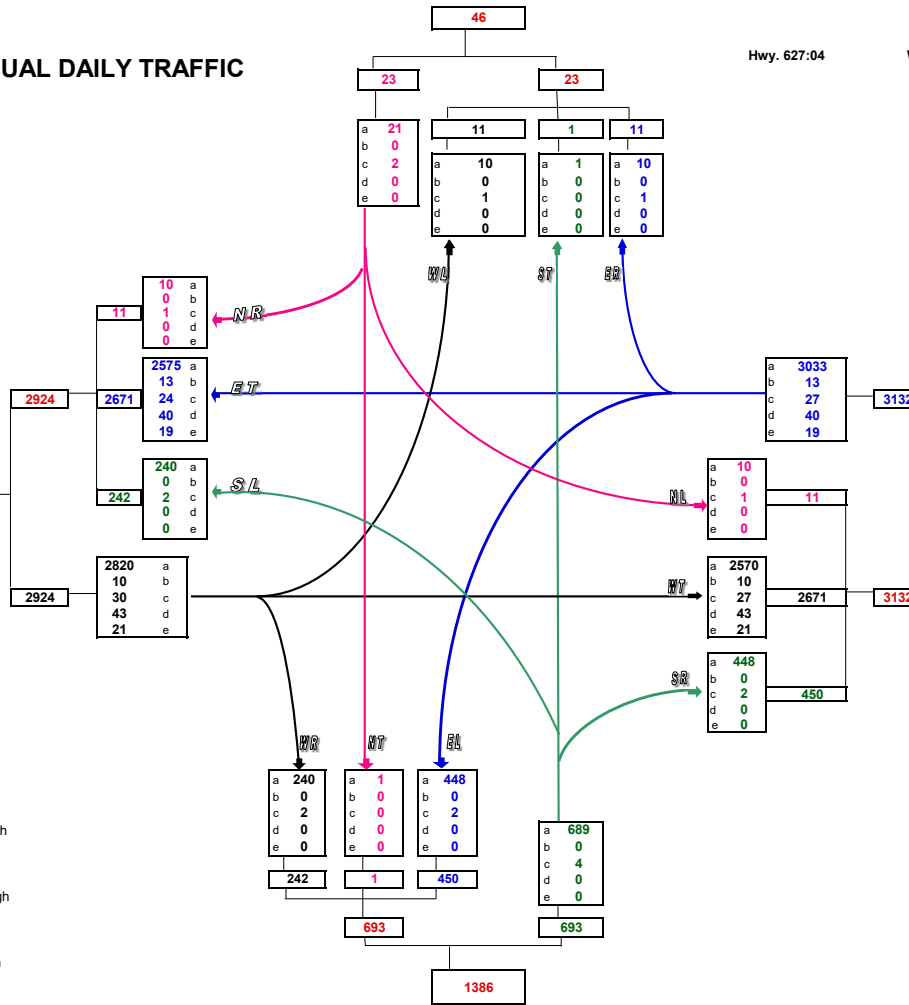 46
UAL DAILY TRAFFIC
Hwy. 627:04
23
23
11
1
11
a 21
b 0
c 2
d 0
e 0
a 10
b 0
c 1
d 0
e 0
a 1
b 0
c 0
d 0
e 0
a 10
b 0
c 1
d 0
e 0
WL
ST
ER
10 a
0 b
11
1 c
0 d
0 e
NR
2924
2671
2575 a
13 b
24 c
40 d
19 e
ET
a 3033
b 13
c 27
d 40
e 19
3132
242
240 a
0 b
2 c
0 d
0 e
SL
NL
a 10
b 0
c 1
d 0
e 0
11
2924
2820 a
10 b
30 c
43 d
21 e
WT
a 2570
b 10
c 27
d 43
e 21
2671
3132
SR
a 448
b 0
c 2
d 0
e 0
450
WR
NT
EL
a 240
b 0
c 2
d 0
e 0
a 1
b 0
c 0
d 0
e 0
a 448
b 0
c 2
d 0
e 0
a 689
b 0
c 4
d 0
e 0
242
1
450
693
693
1386